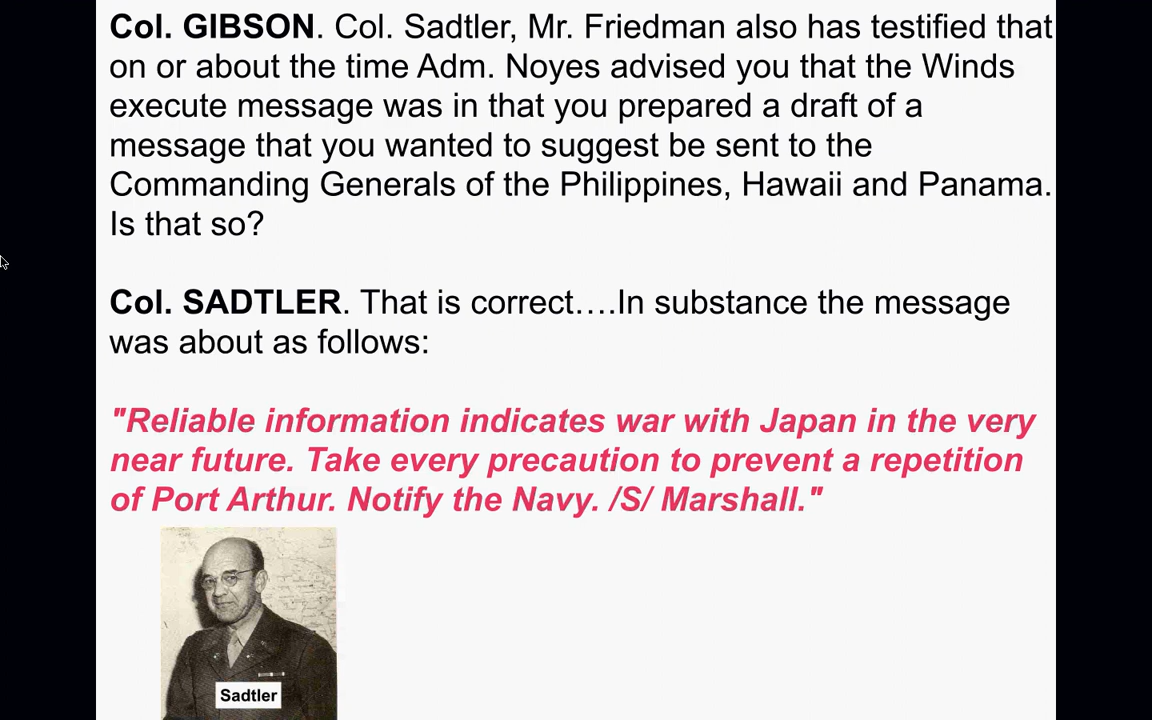 Col. GIBSON. Col. Sadtler, Mr. Friedman also has testified that
on or about the time Adm. Noyes advised you that the Winds
execute message was in that you prepared a draft of a
message that you wanted to suggest be sent to the
Commanding Generals of the Philippines, Hawaii and Panama.
Is that so?
Col. SADTLER. That is correct….In substance the message
was about as follows:
"Reliable information indicates war with Japan in the very
near future. Take every precaution to prevent a repetition
of Port Arthur. Notify the Navy. /S/ Marshall."
Sadtler